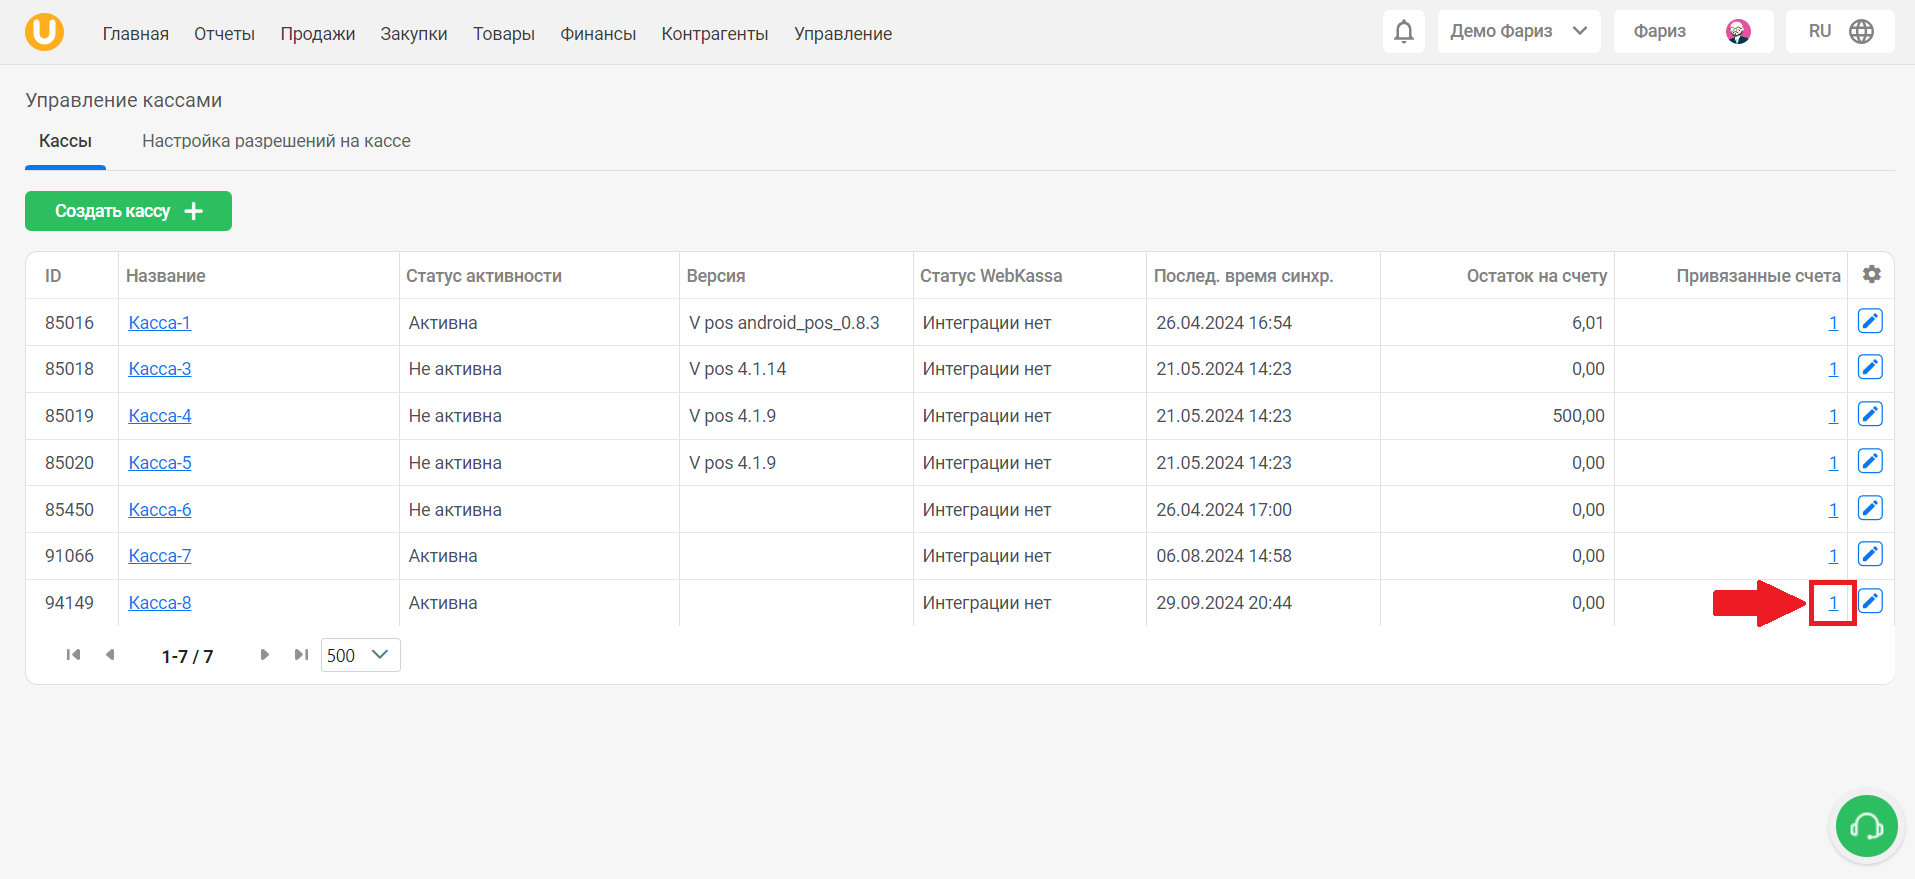 Главная Отчеты Продажи Закупки Товары Финансы Контрагенты Управление Демо Фариз Фариз RU
Управление кассами
Кассы Настройка разрешений на кассе
Создать кассу
ID Название Статус активности Версия Статус WebKassa Послед. время синхр. Остаток на счету Привязанные счета
85016 Касса-1 Активна V pos android_pos_0.8.3 Интеграции нет 26.04.2024 16:54 6,01 1
85018 Касса-3 Не активна V pos 4.1.14 Интеграции нет 21.05.2024 14:23 0,00 1
85019 Касса-4 Не активна V pos 4.1.9 Интеграции нет 21.05.2024 14:23 500,00 1
85020 Касса-5 Не активна V pos 4.1.9 Интеграции нет 21.05.2024 14:23 0,00 1
85450 Касса-6 Не активна Интеграции нет 26.04.2024 17:00 0,00 1
91066 Касса-7 Активна Интеграции нет 06.08.2024 14:58 0,00 1
94149 Касса-8 Активна Интеграции нет 29.09.2024 20:44 0,00 1
1-7 / 7 500